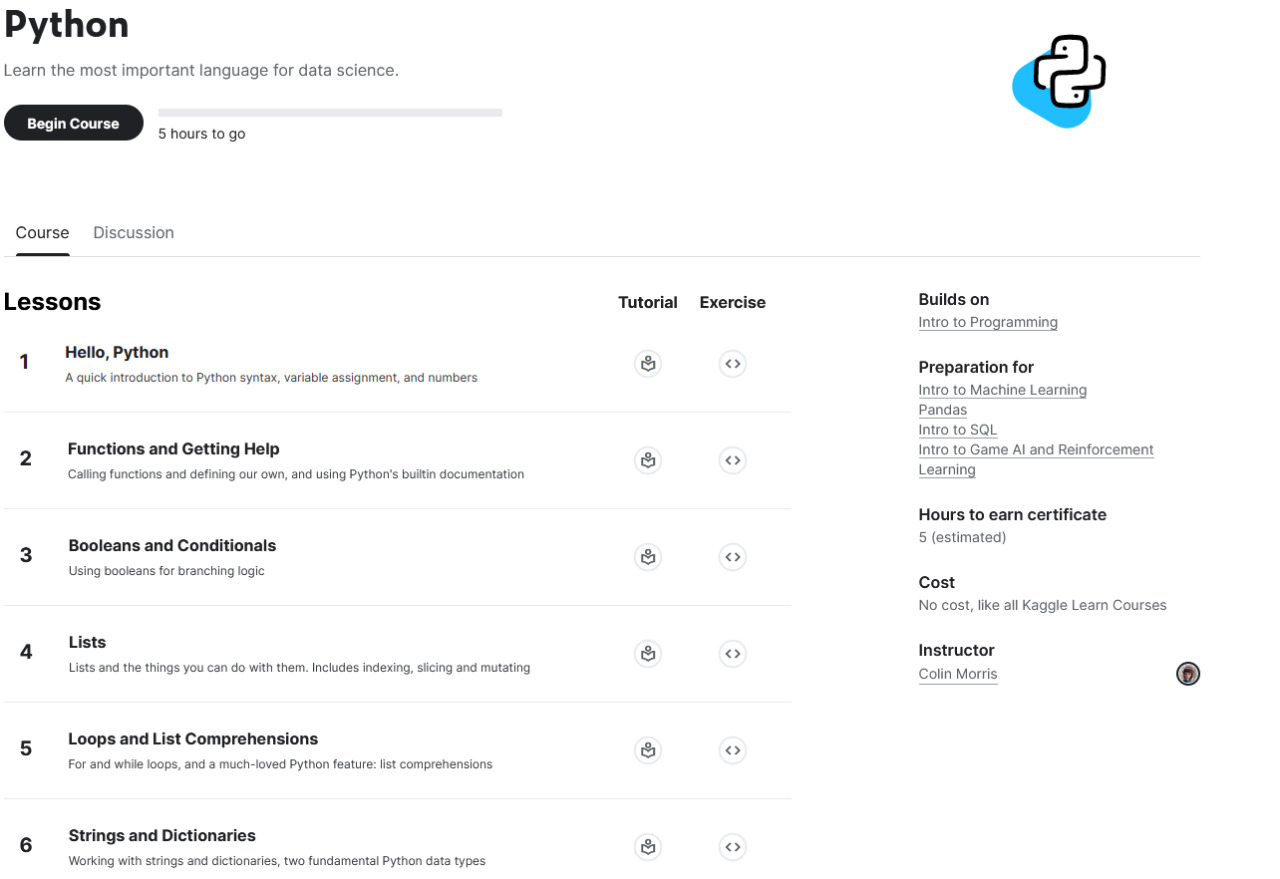 Python
Learn the most important language for data science.
Begin Course
5 hours to go
Course Discussion
Lessons
Tutorial Exercise
1
Hello, Python
A quick introduction to Python syntax, variable assignment, and numbers
2
Functions and Getting Help
Calling functions and defining our own, and using Python's builtin documentation
3
Booleans and Conditionals
Using booleans for branching logic
4
Lists
Lists and the things you can do with them. Includes indexing, slicing and mutating
5
Loops and List Comprehensions
For and while loops, and a much-loved Python feature: list comprehensions
6
Strings and Dictionaries
Working with strings and dictionaries, two fundamental Python data types
Builds on
Intro to Programming
Preparation for
Intro to Machine Learning
Pandas
Intro to SQL
Intro to Game AI and Reinforcement
Learning
Hours to earn certificate
5 (estimated)
Cost
No cost, like all Kaggle Learn Courses
Instructor
Colin Morris